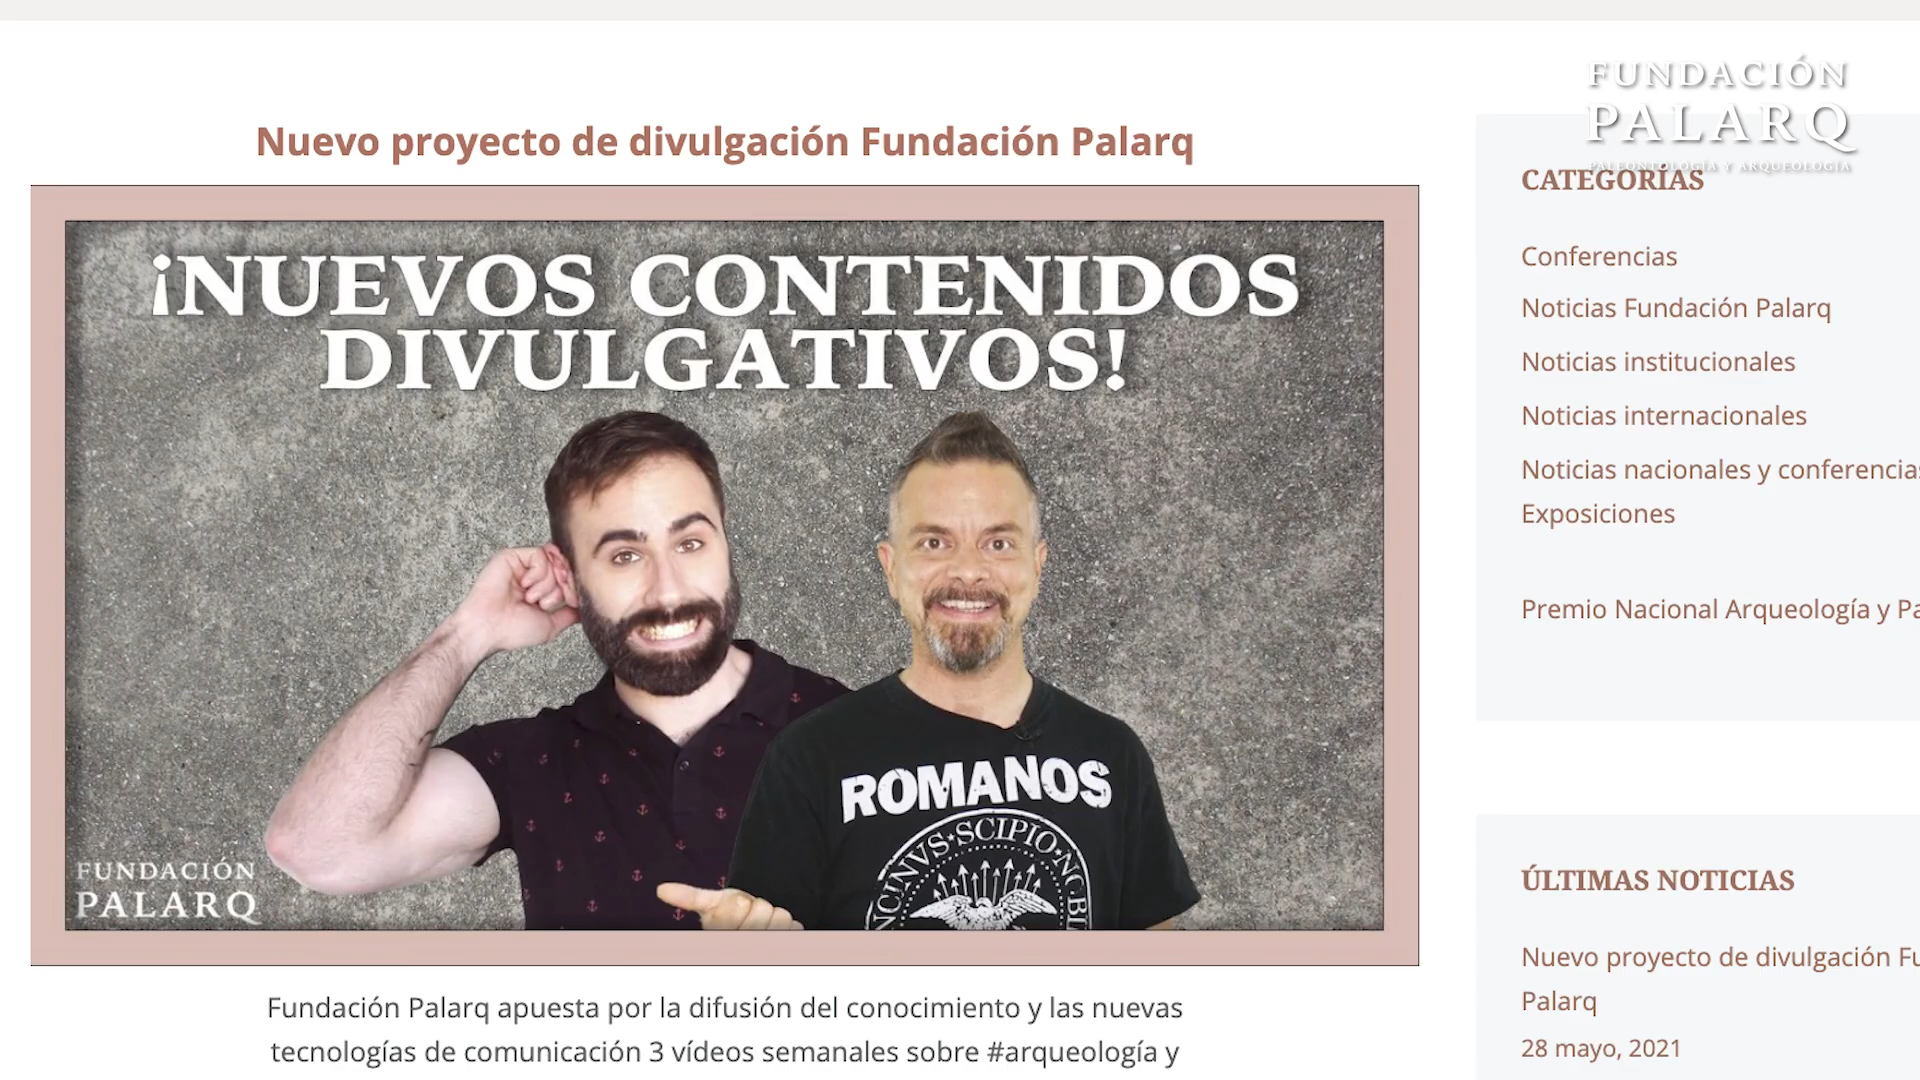 FUNDACIÓN
PALARQ
PALEONTOLOGÍA Y ARQUEOLOGÍA
Nuevo proyecto de divulgación Fundación Palarq
¡NUEVOS CONTENIDOS
DIVULGATIVOS!
ROMANOS
SCIPIO
FUNDACIÓN
PALARQ
Fundación Palarq apuesta por la difusión del conocimiento y las nuevas
tecnologías de comunicación 3 vídeos semanales sobre #arqueología y
CATEGORÍAS
Conferencias
Noticias Fundación Palarq
Noticias institucionales
Noticias internacionales
Noticias nacionales y conferencias
Exposiciones
Premio Nacional Arqueología y Pa
ÚLTIMAS NOTICIAS
Nuevo proyecto de divulgación Fu
Palarq
28 mayo, 2021